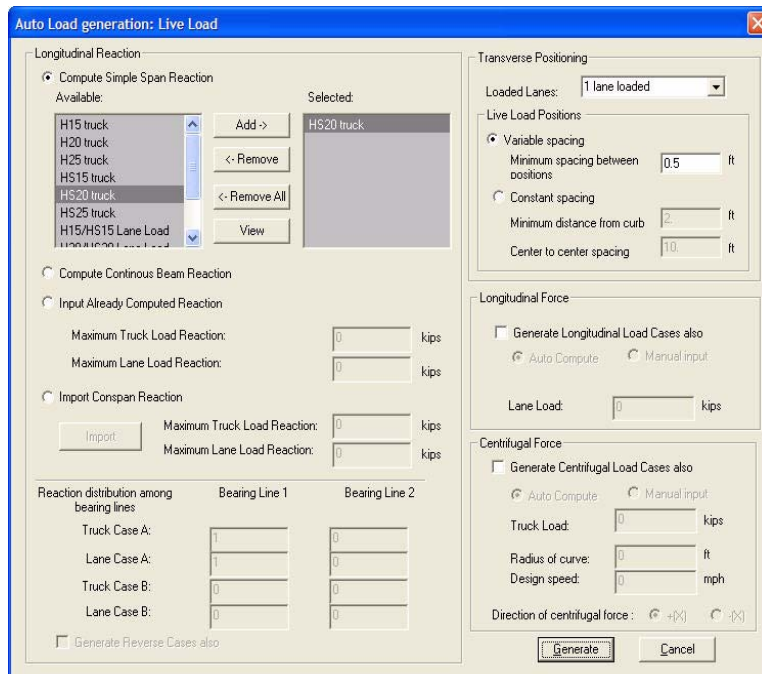 Auto Load generation: Live Load
Longitudinal Reaction
Compute Simple Span Reaction
Available:
Selected:
H15 truck
H20 truck
H25 truck
HS15 truck
HS20 truck
HS25 truck
H15/HS15 Lane Load
H20/HS20 Lane Load
Add ->
<- Remove
<- Remove All
View
HS20 truck
Compute Continous Beam Reaction
Input Already Computed Reaction
Maximum Truck Load Reaction: 0 kips
Maximum Lane Load Reaction: 0 kips
Import Conspan Reaction
Import
Maximum Truck Load Reaction: 0 kips
Maximum Lane Load Reaction: 0 kips
Reaction distribution among bearing lines
Bearing Line 1
Bearing Line 2
Truck Case A: 1 0
Lane Case A: 1 0
Truck Case B: 0 0
Lane Case B: 0 0
Generate Reverse Cases also
Transverse Positioning
Loaded Lanes: 1 lane loaded
Live Load Positions
Variable spacing
Minimum spacing between positions 0.5 ft
Constant spacing
Minimum distance from curb 2. ft
Center to center spacing 10. ft
Longitudinal Force
Generate Longitudinal Load Cases also
Auto Compute Manual input
Lane Load: 0 kips
Centrifugal Force
Generate Centrifugal Load Cases also
Auto Compute Manual input
Truck Load: 0. kips
Radius of curve: 0 ft
Design speed: 0 mph
Direction of centrifugal force : +(X) -(X)
Generate
Cancel